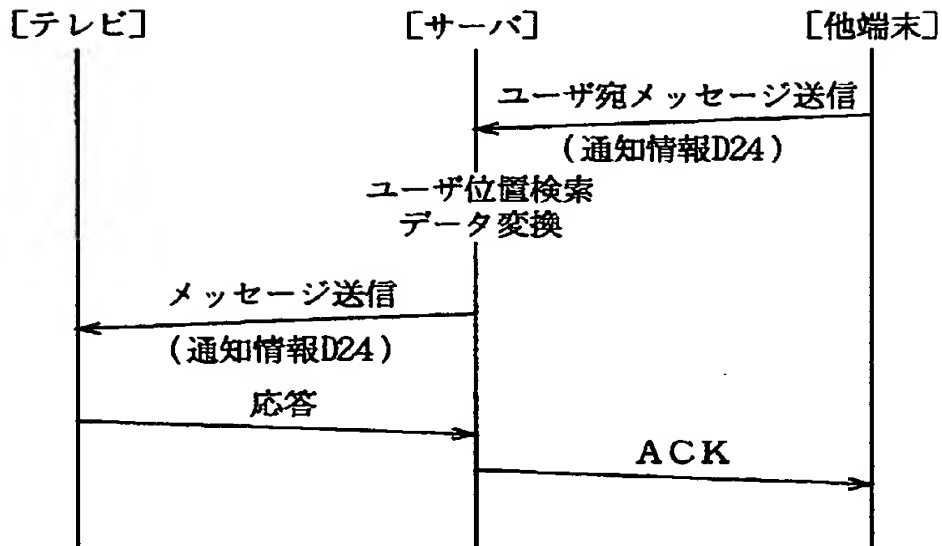 [テレビ]
[サーバ]
[他端末]
ユーザ宛メッセージ送信
(通知情報D24)
ユーザ位置検索
データ変換
メッセージ送信
(通知情報D24)
応答
ACK